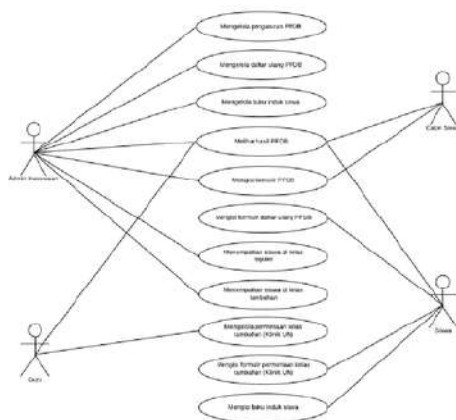 Mengelola pengaturan PPDB
Mengelola daftar ulang PPDB
Mengelola buku induk siswa
Melihat hasil PPDB
Calon Siswa
Admin Kesiswaan
Mengisi formulir PPDB
Mengisi formulir daftar ulang PPDB
Menempatkan siswa di kelas
reguler
Menempatkan siswa di kelas
tambahan
Siswa
Mengelola permintaan kelas
tambahan (Klinik UN)
Guru
Mengisi formulir permintaan kelas
tambahan (Klinik UN)
Mengisi buku induk siswa